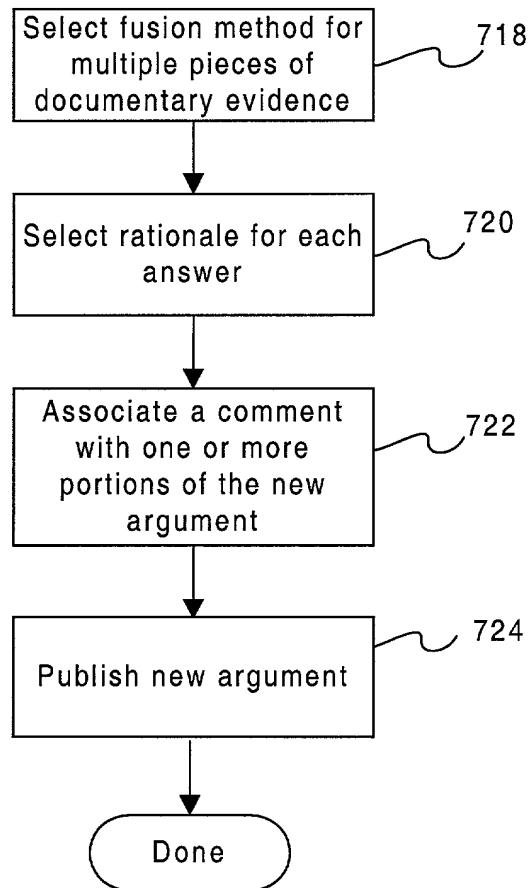 Select fusion method for
multiple pieces of
documentary evidence
718
Select rationale for each
answer
720
Associate a comment
with one or more
portions of the new
argument
722
Publish new argument
724
Done